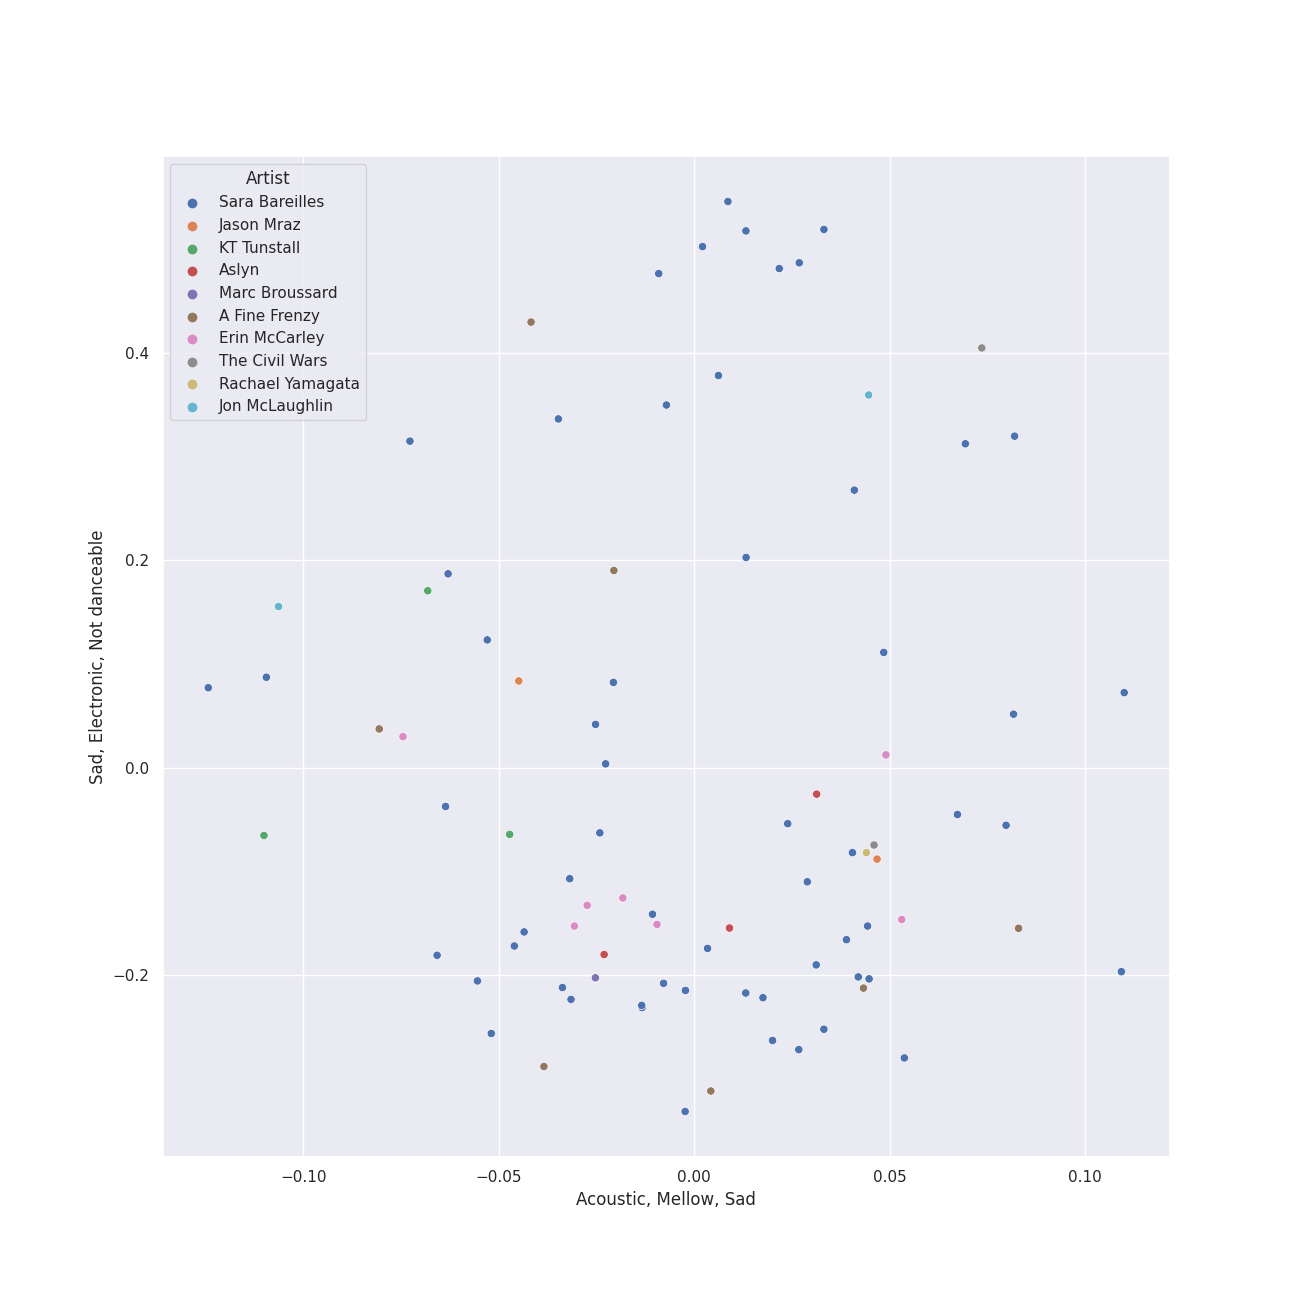 Artist
Sara Bareilles
Jason Mraz
KT Tunstall
Aslyn
Marc Broussard
A Fine Frenzy
Erin McCarley
The Civil Wars
Rachael Yamagata
Jon McLaughlin
0.4
0.2
0.0
−0.2
Sad, Electronic, Not danceable
−0.10
−0.05
0.00
0.05
0.10
Acoustic, Mellow, Sad